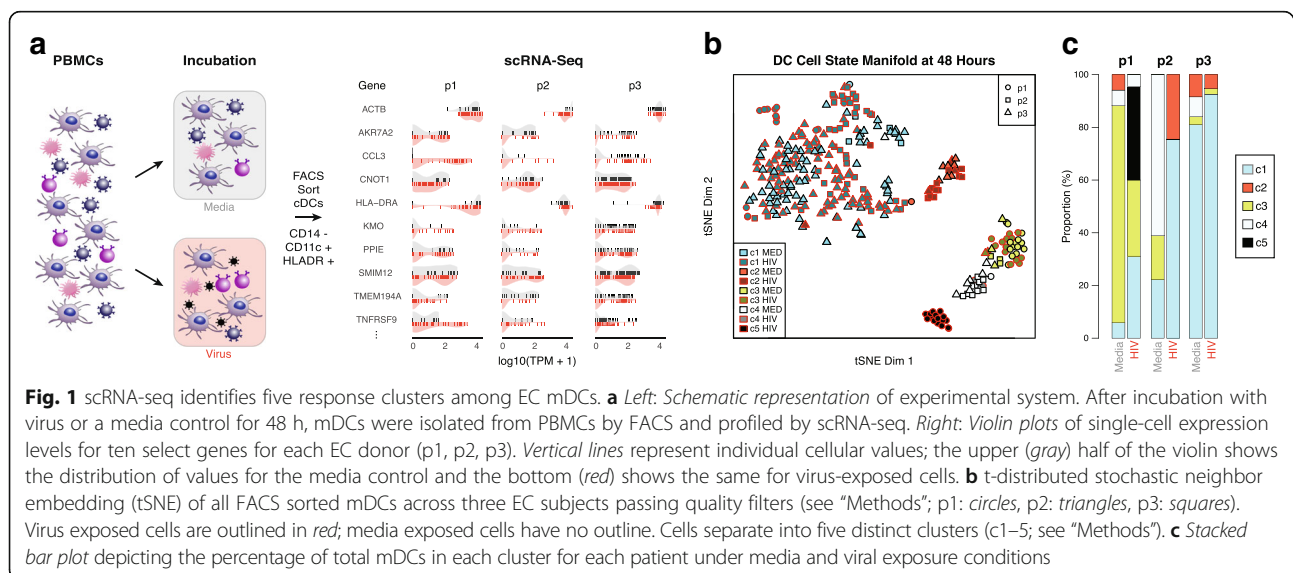 a
PBMCs
Incubation
Media
Virus
FACS
Sort
cDCs
CD14 -
CD11c +
HLADR +
scRNA-Seq
Gene
p1
p2
p3
ACTB
AKR7A2
CCL3
CNOT1
HLA-DRA
KMO
PPIE
SMIM12
TMEM194A
TNFRSF9
⋮
0 2 4
0 2 4
0 2 4
log10(TPM + 1)
b
DC Cell State Manifold at 48 Hours
p1
p2
p3
tSNE Dim 2
c1 MED
c1 HIV
c2 MED
c2 HIV
c3 MED
c3 HIV
c4 MED
c4 HIV
c5 HIV
tSNE Dim 1
c
p1 p2 p3
Proportion (%)
100
80
60
40
20
0
Media HIV Media HIV Media HIV
c1
c2
c3
c4
c5
Fig. 1 scRNA-seq identifies five response clusters among EC mDCs. a Left: Schematic representation of experimental system. After incubation with
virus or a media control for 48 h, mDCs were isolated from PBMCs by FACS and profiled by scRNA-seq. Right: Violin plots of single-cell expression
levels for ten select genes for each EC donor (p1, p2, p3). Vertical lines represent individual cellular values; the upper (gray) half of the violin shows
the distribution of values for the media control and the bottom (red) shows the same for virus-exposed cells. b t-distributed stochastic neighbor
embedding (tSNE) of all FACS sorted mDCs across three EC subjects passing quality filters (see “Methods”; p1: circles, p2: triangles, p3: squares).
Virus exposed cells are outlined in red; media exposed cells have no outline. Cells separate into five distinct clusters (c1–5; see “Methods”). c Stacked
bar plot depicting the percentage of total mDCs in each cluster for each patient under media and viral exposure conditions